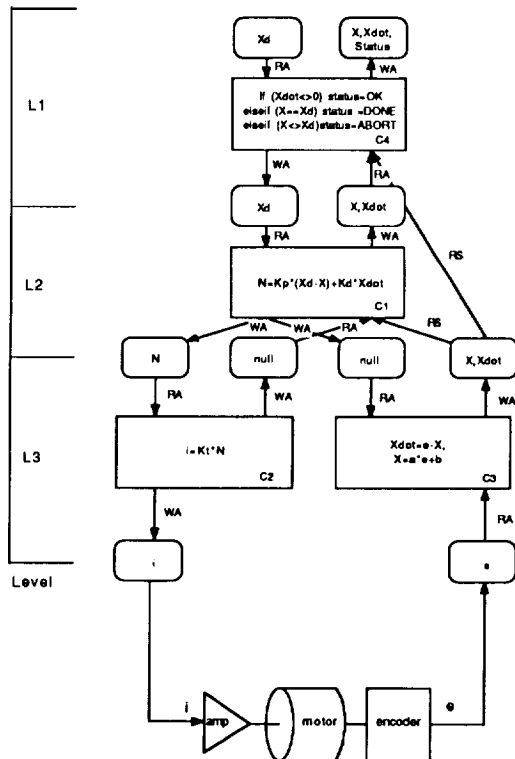 Xd
X,Xdot,
Status
RA
WA
L1
If (Xdot<>0) status=OK
elseif (X==Xd) status =DONE
elseif (X<>Xd)status=ABORT
C4
WA
RA
Xd
X,Xdot
RA
WA
RS
L2
N=Kp*(Xd-X)+Kd*Xdot
C1
WA
WA
RA
RS
N
null
null
X,Xdot
RA
WA
RA
WA
L3
i=Kt*N
C2
Xdot=e-X,
X=a*e+b
C3
WA
RA
i
e
Level
i
amp
motor
encoder
e